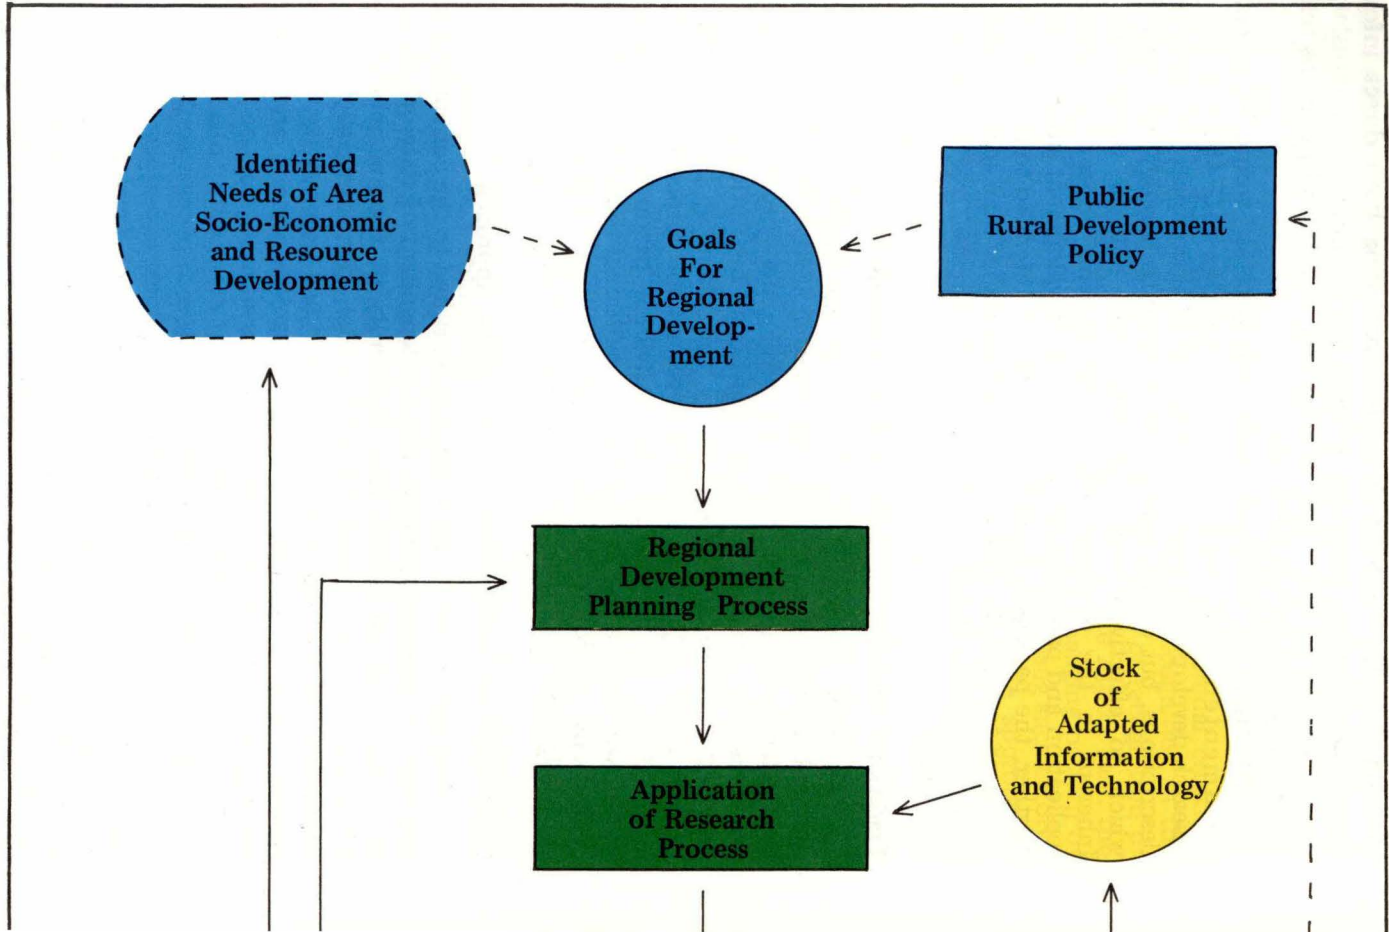 Identified
Needs of Area
Socio-Economic
and Resource
Development
Goals
For
Regional
Develop-
ment
Public
Rural Development
Policy
Regional
Development
Planning Process
Stock
of
Adapted
Information
and Technology
Application
of Research
Process